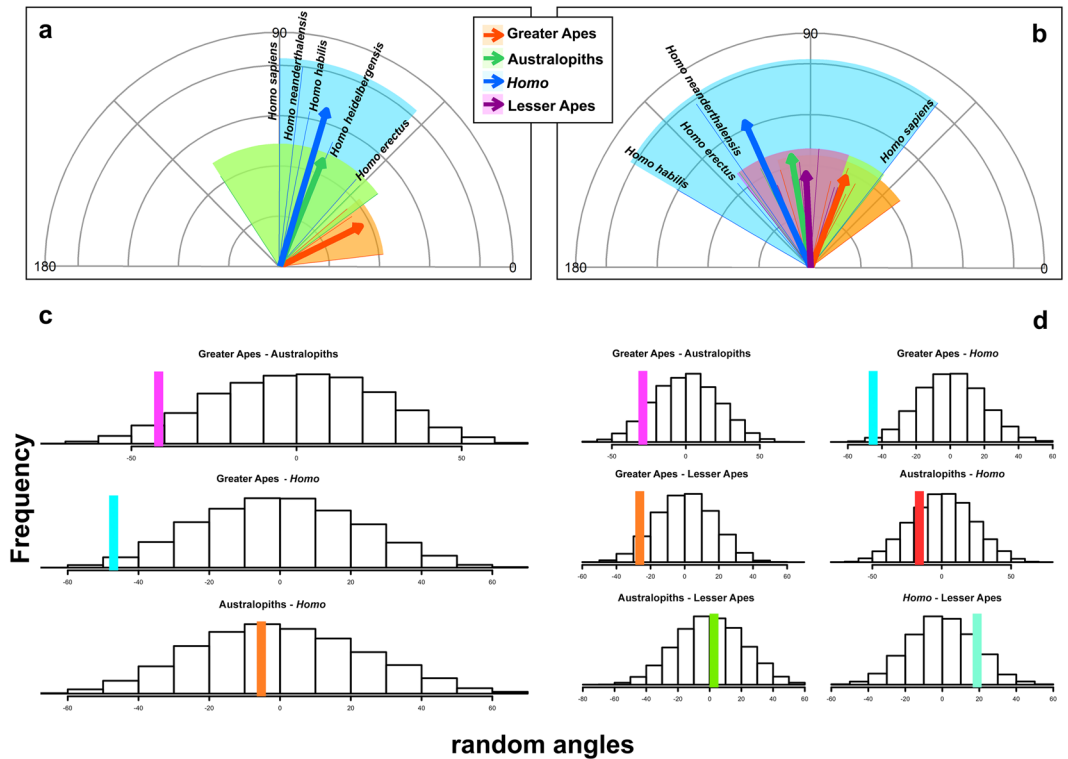 a
90
180
0
Homo sapiens
Homo neanderthalensis
Homo habilis
Homo heidelbergensis
Homo erectus
Greater Apes
Australopiths
Homo
Lesser Apes
b
90
180
0
Homo neanderthalensis
Homo erectus
Homo habilis
Homo sapiens
c
Greater Apes - Australopiths
-50 0 50
Greater Apes - Homo
-60 -40 -20 0 20 40 60
Australopiths - Homo
-60 -40 -20 0 20 40 60
d
Greater Apes - Australopiths
-50 0 50
Greater Apes - Homo
-60 -40 -20 0 20 40 60
Greater Apes - Lesser Apes
-60 -40 -20 0 20 40 60
Australopiths - Homo
-50 0 50
Australopiths - Lesser Apes
-80 -60 -40 -20 0 20 40 60
Homo - Lesser Apes
-60 -40 -20 0 20 40 60
Frequency
random angles